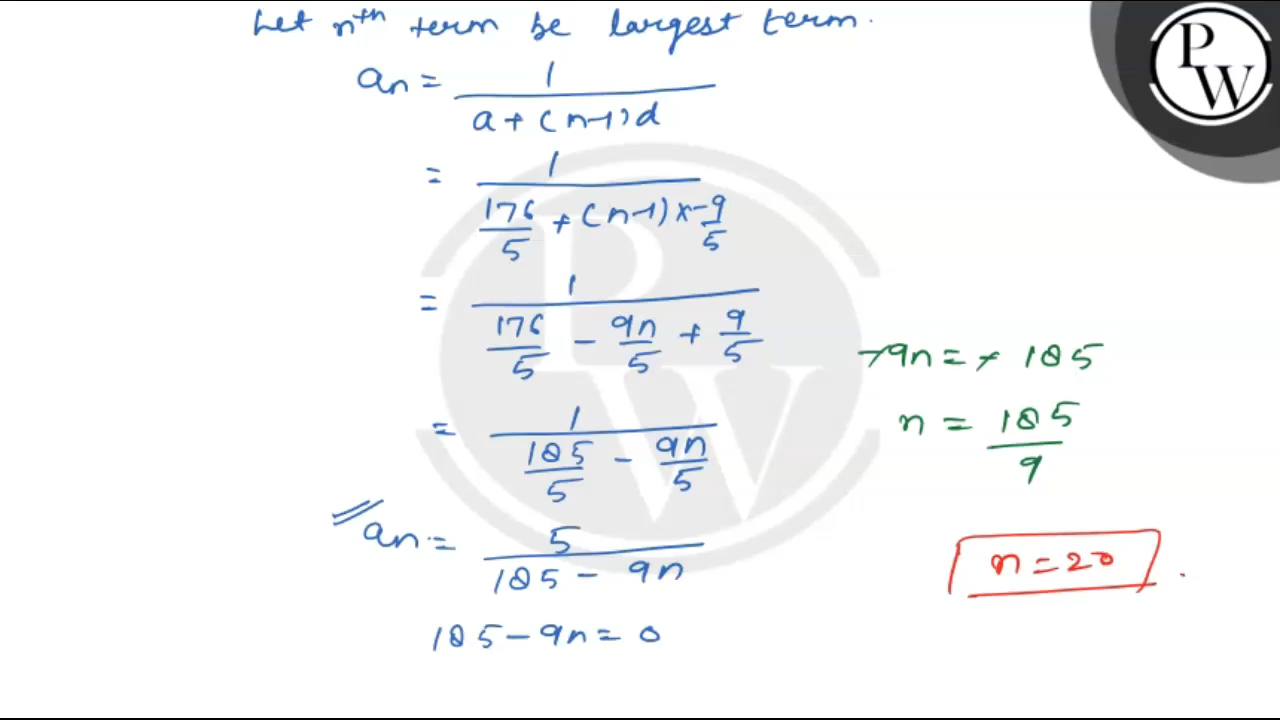 Let nth term be largest term.
an = 1 / a + (n-1)d
= 1 / 176/5 + (n-1) x -9/5
= 1 / 176/5 - 9n/5 + 9/5
= 1 / 185/5 - 9n/5
an = 5 / 185 - 9n
185 - 9n = 0
-9n = - 185
n = 185/9
n = 20
PW
PW